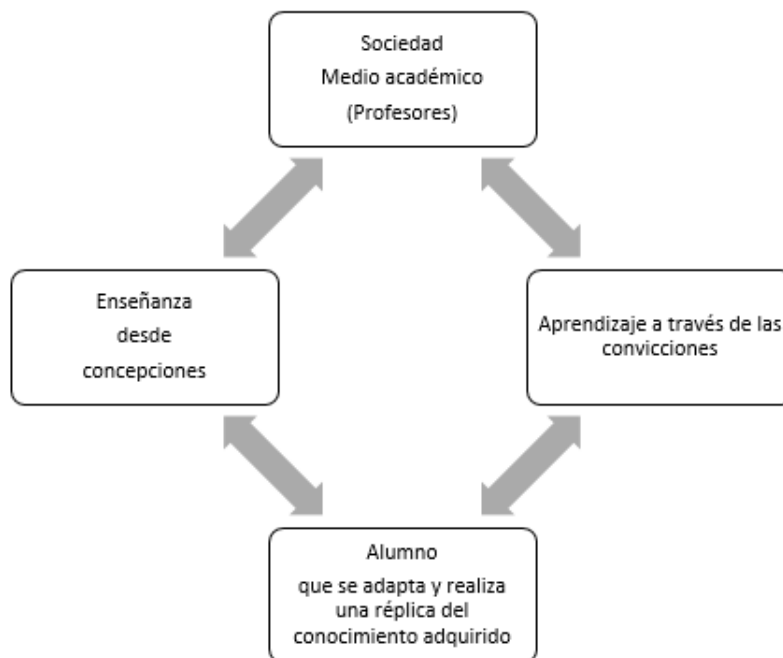 Sociedad
Medio académico
(Profesores)
Enseñanza
desde
concepciones
Aprendizaje a través de las
convicciones
Alumno
que se adapta y realiza
una réplica del
conocimiento adquirido